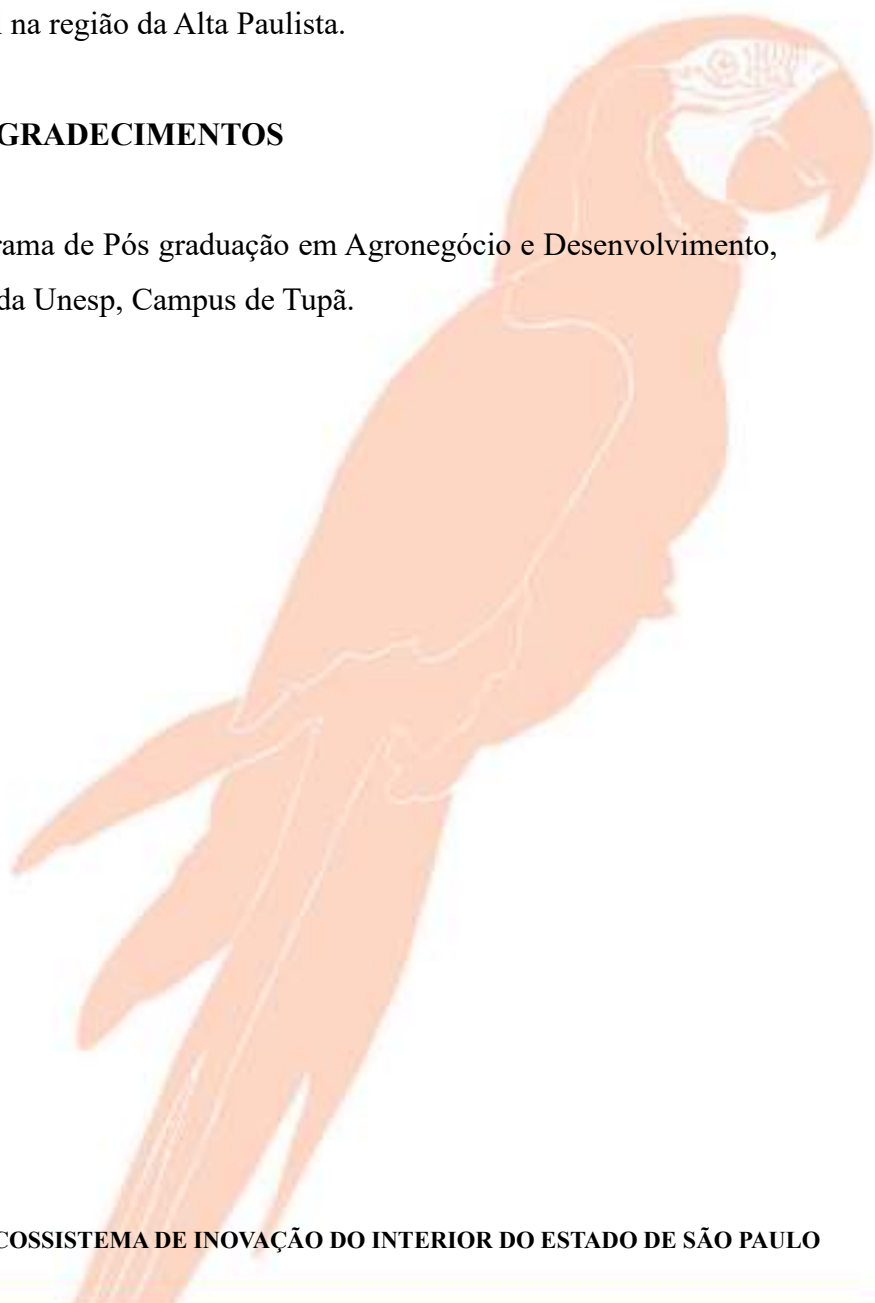 na região da Alta Paulista.
GRADECIMENTOS
rama de Pós graduação em Agronegócio e Desenvolvimento,
da Unesp, Campus de Tupã.
COSSISTEMA DE INOVAÇÃO DO INTERIOR DO ESTADO DE SÃO PAULO